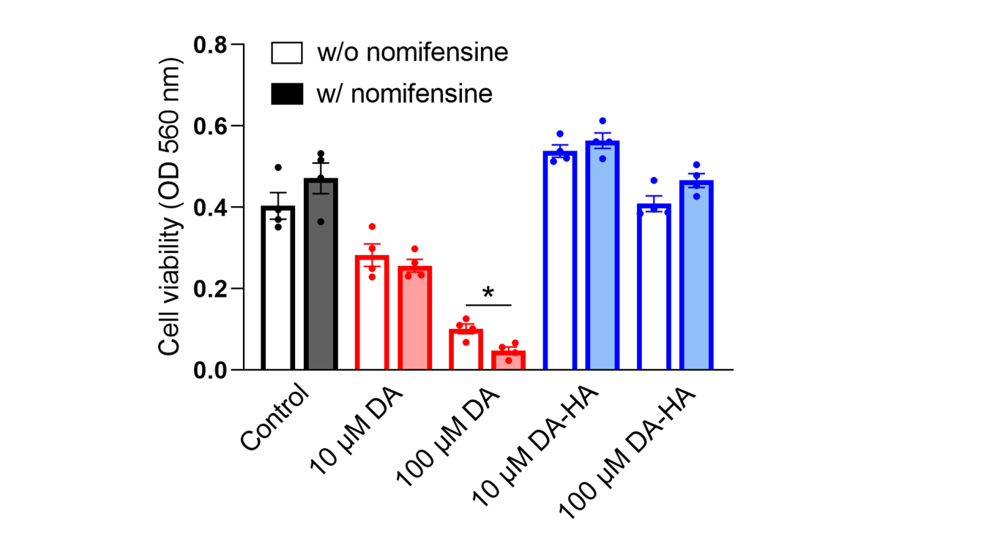 Cell viability (OD 560 nm)
0.8
0.6
0.4
0.2
0.0
w/o nomifensine
w/ nomifensine
*
Control
10 µM DA
100 µM DA
10 µM DA-HA
100 µM DA-HA